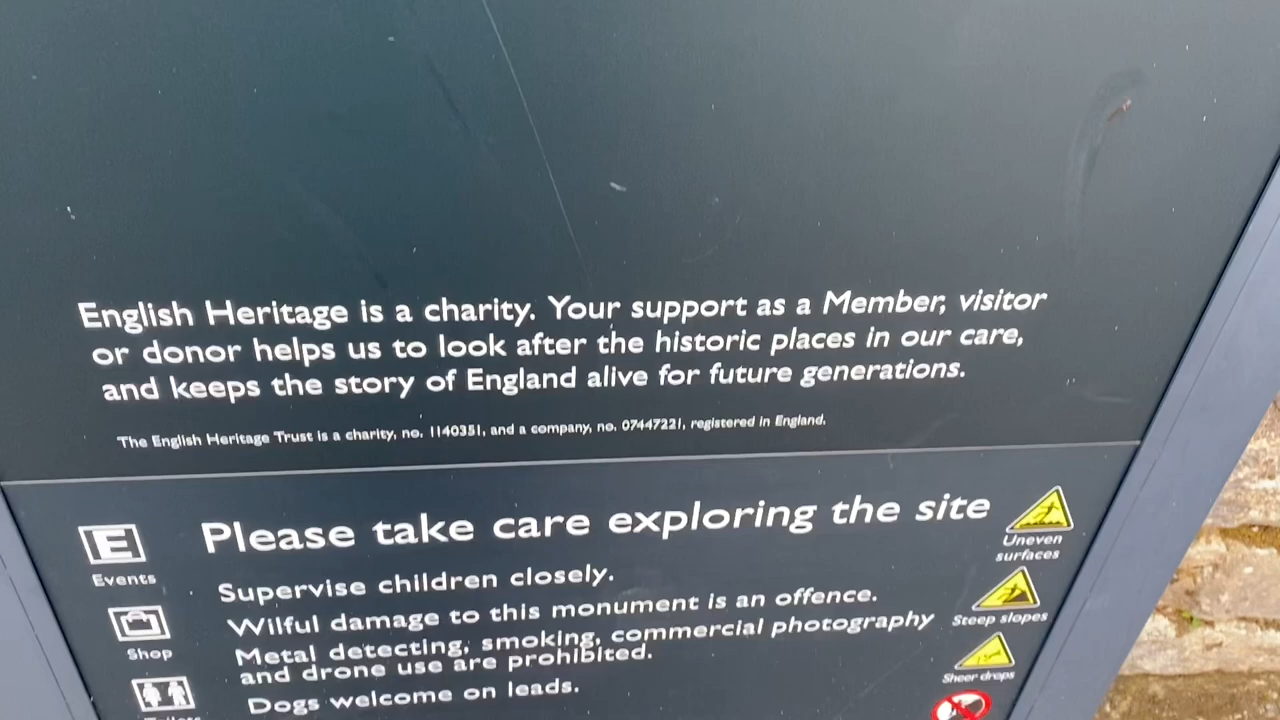 English Heritage is a charity. Your support as a Member, visitor
or donor helps us to look after the historic places in our care,
and keeps the story of England alive for future generations.
The English Heritage Trust is a charity, no. 1140351, and a company, no. 07447221, registered in England.
Please take care exploring the site
Supervise children closely.
Wilful damage to this monument is an offence.
Metal detecting, smoking, commercial photography
and drone use are prohibited.
Dogs welcome on leads.
E
Events
Shop
Toilets
Uneven
surfaces
Steep slopes
Sheer drops